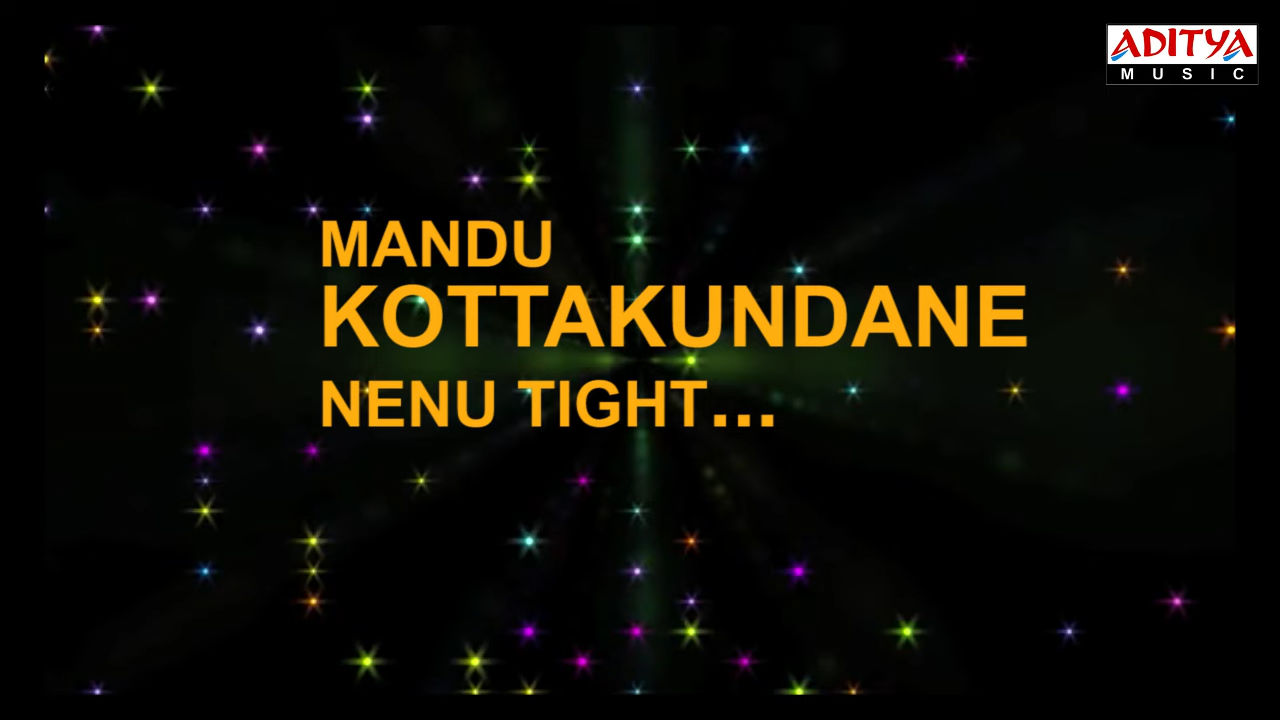 ADITYA
MUSIC
MANDU
KOTTAKUNDANE
NENU TIGHT...